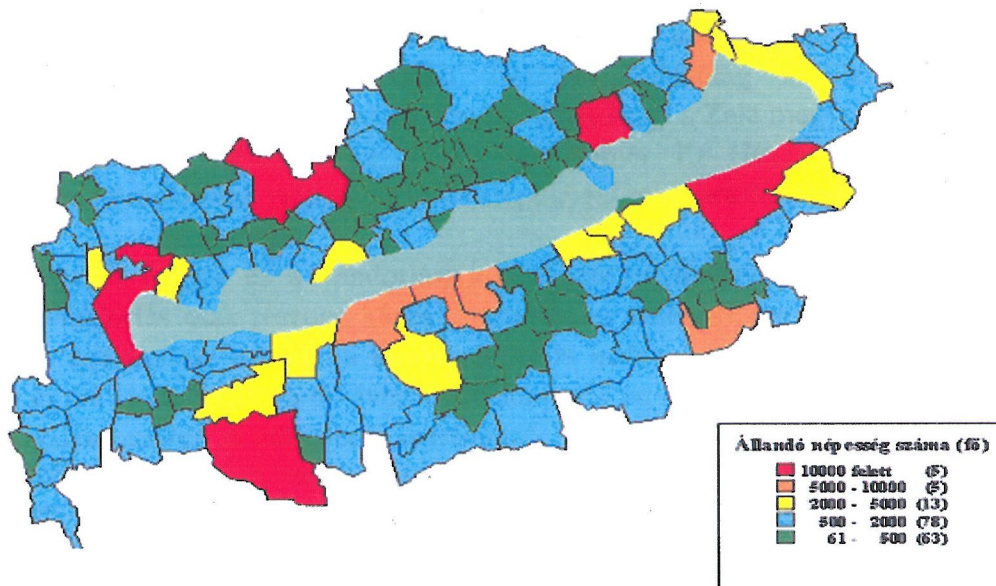 Állandó népesség száma (fő)
10000 felett (5)
5000 - 10000 (5)
2000 - 5000 (13)
500 - 2000 (78)
61 - 500 (63)